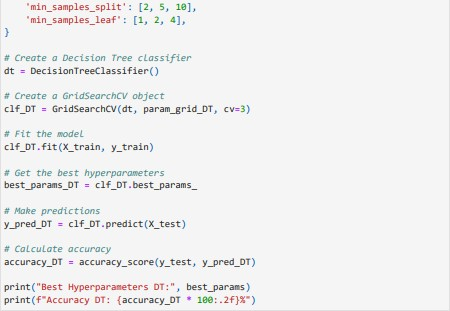 'min_samples_split': [2, 5, 10],
    'min_samples_leaf': [1, 2, 4],
}
# Create a Decision Tree classifier
dt = DecisionTreeClassifier()
# Create a GridSearchCV object
clf_DT = GridSearchCV(dt, param_grid_DT, cv=3)
# Fit the model
clf_DT.fit(X_train, y_train)
# Get the best hyperparameters
best_params_DT = clf_DT.best_params_
# Make predictions
y_pred_DT = clf_DT.predict(X_test)
# Calculate accuracy
accuracy_DT = accuracy_score(y_test, y_pred_DT)
print("Best Hyperparameters DT:", best_params)
print(f"Accuracy DT: {accuracy_DT * 100:.2f}%")